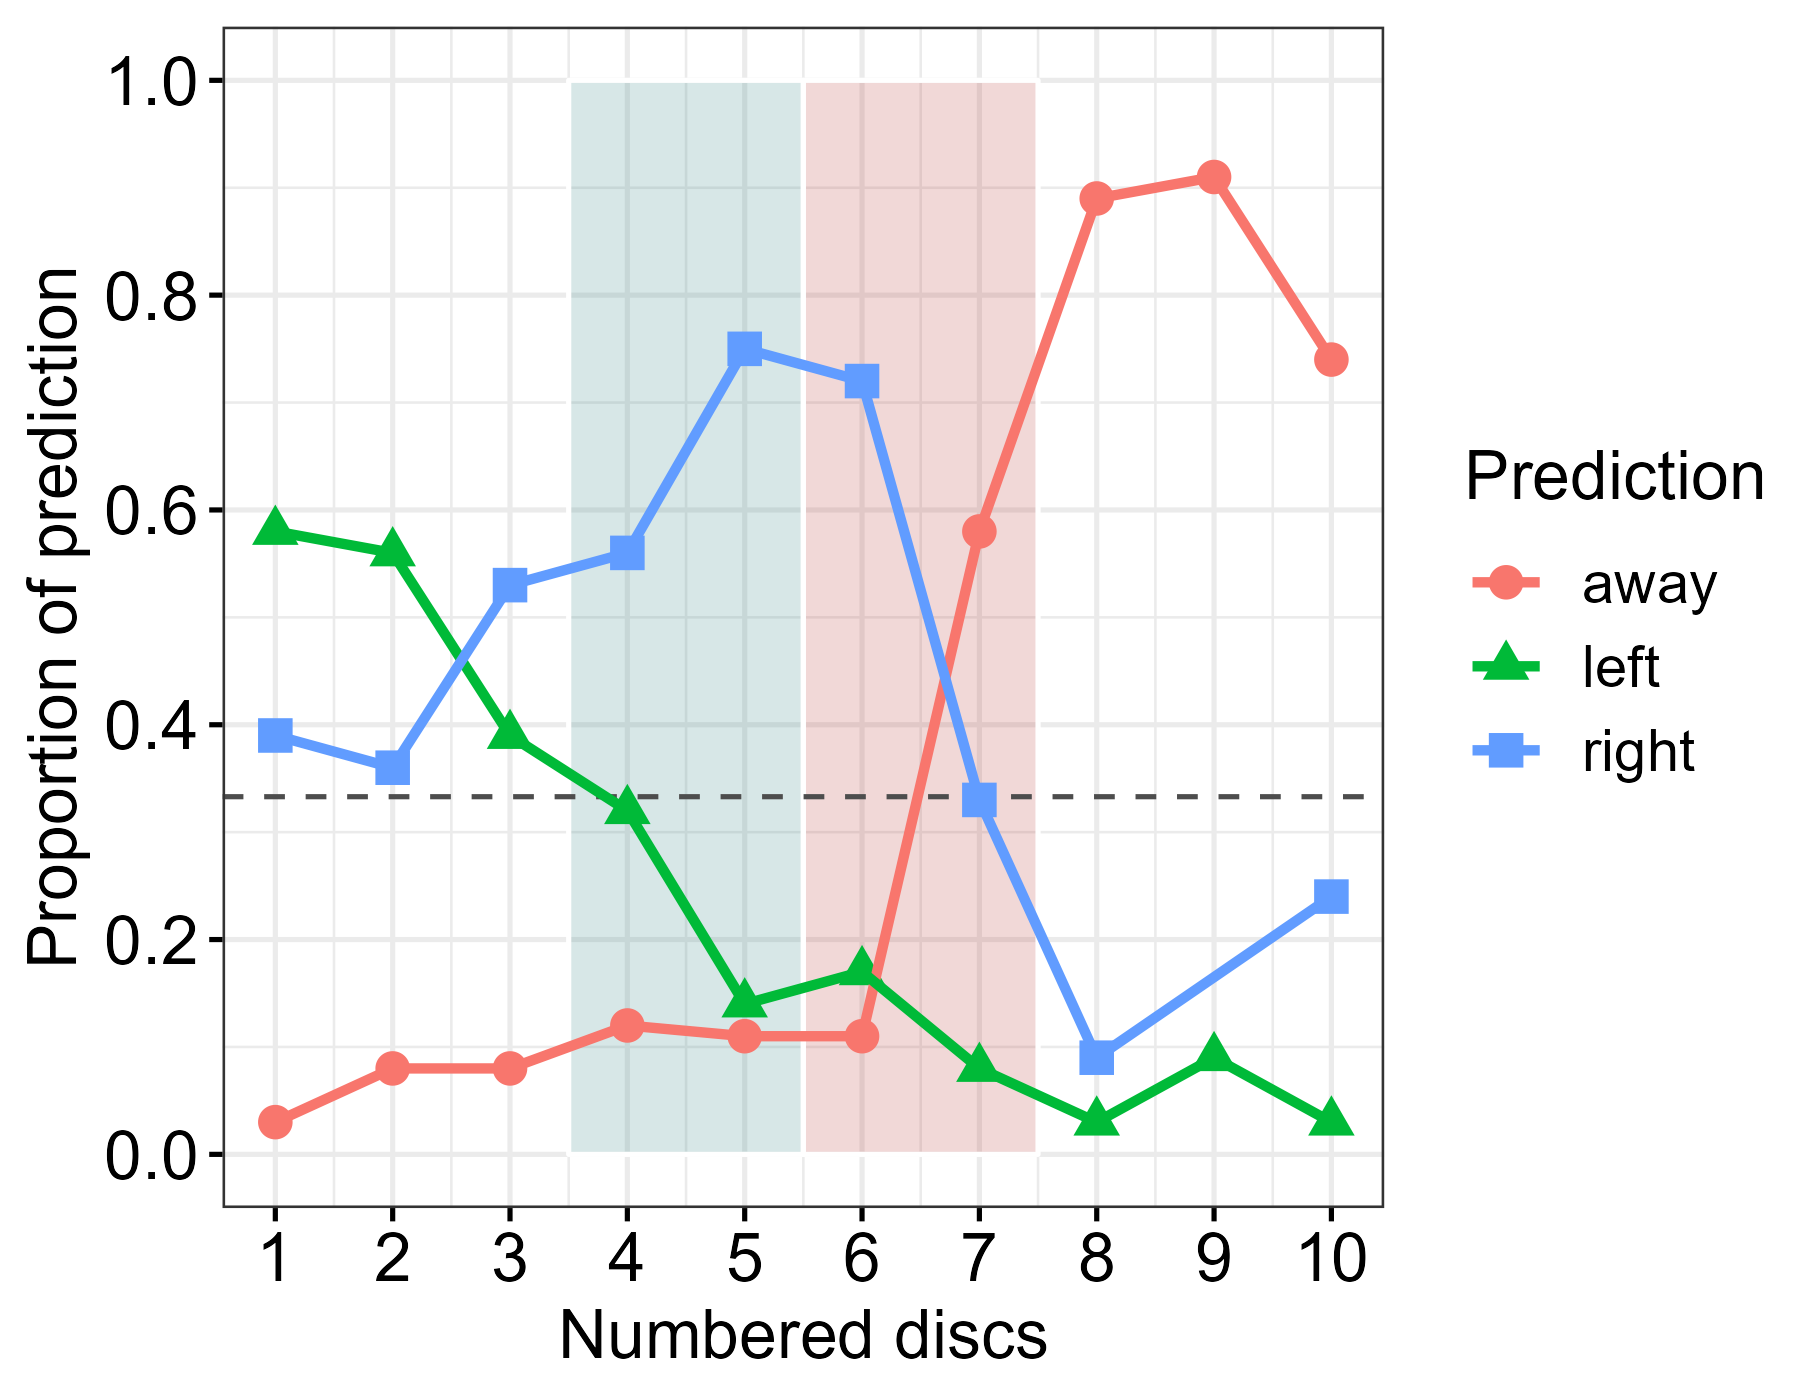 Proportion of prediction
1.0
0.8
0.6
0.4
0.2
0.0
1 2 3 4 5 6 7 8 9 10
Numbered discs
Prediction
away
left
right